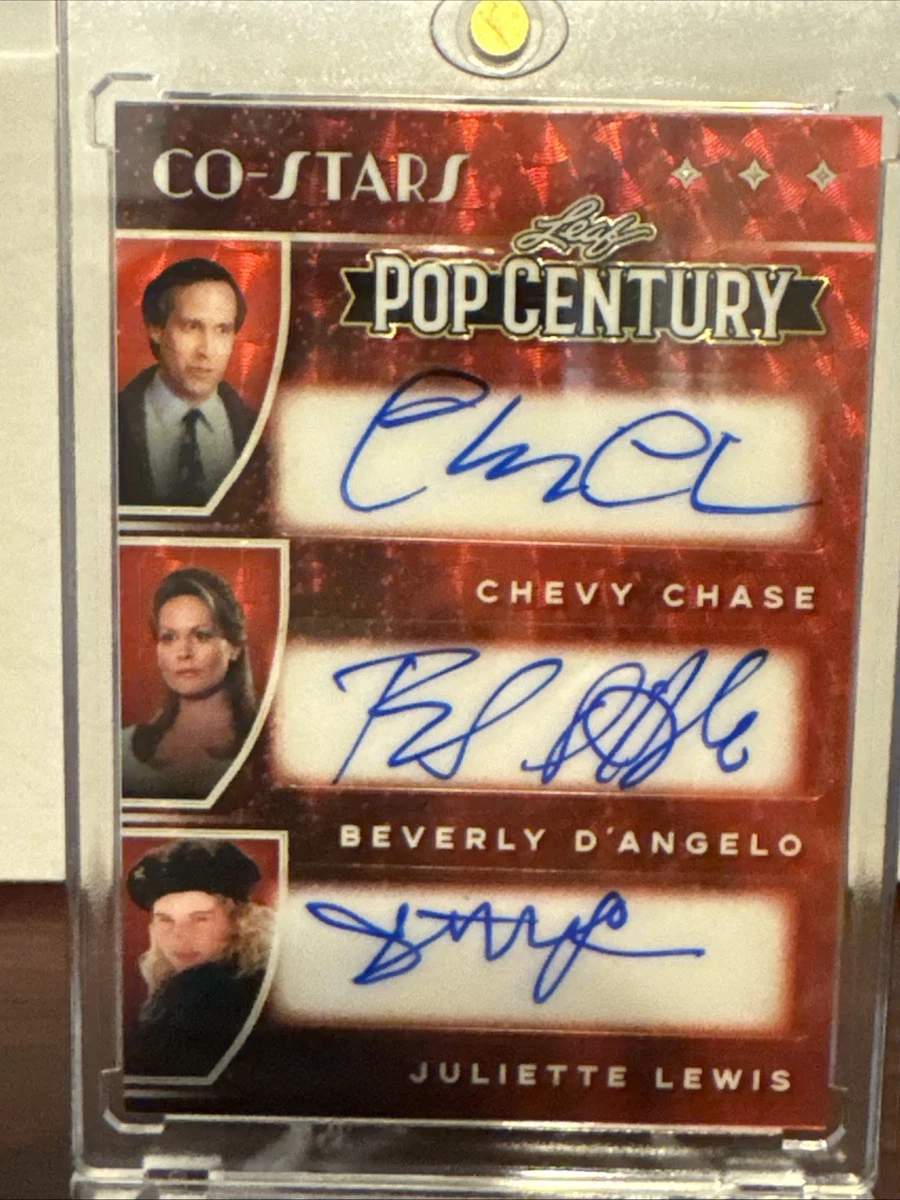 CO-STARS
Leaf
POP CENTURY
CHEVY CHASE
BEVERLY D'ANGELO
JULIETTE LEWIS